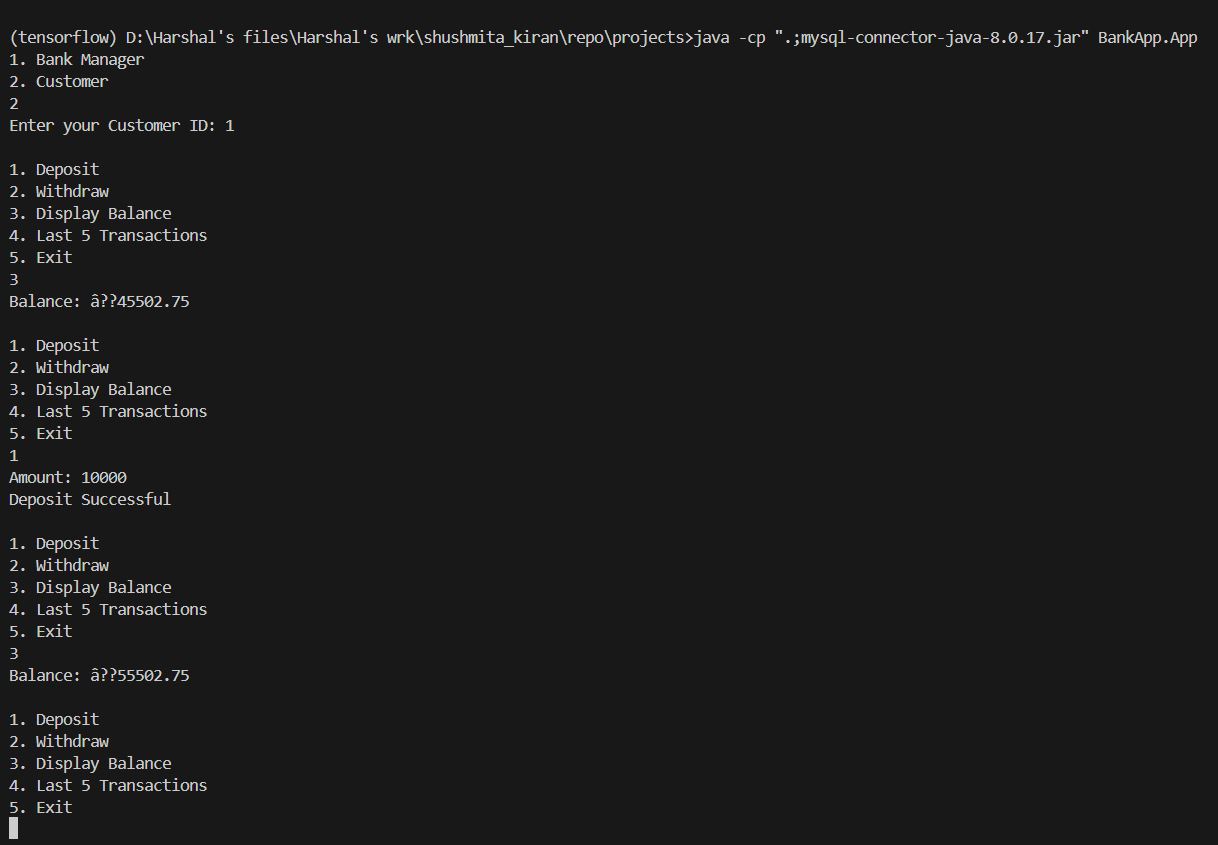 (tensorflow) D:\Harshal's files\Harshal's wrk\shushmita_kiran\repo\projects>java -cp ".;mysql-connector-java-8.0.17.jar" BankApp.App
1. Bank Manager
2. Customer
2
Enter your Customer ID: 1
1. Deposit
2. Withdraw
3. Display Balance
4. Last 5 Transactions
5. Exit
3
Balance: â??45502.75
1. Deposit
2. Withdraw
3. Display Balance
4. Last 5 Transactions
5. Exit
1
Amount: 10000
Deposit Successful
1. Deposit
2. Withdraw
3. Display Balance
4. Last 5 Transactions
5. Exit
3
Balance: â??55502.75
1. Deposit
2. Withdraw
3. Display Balance
4. Last 5 Transactions
5. Exit